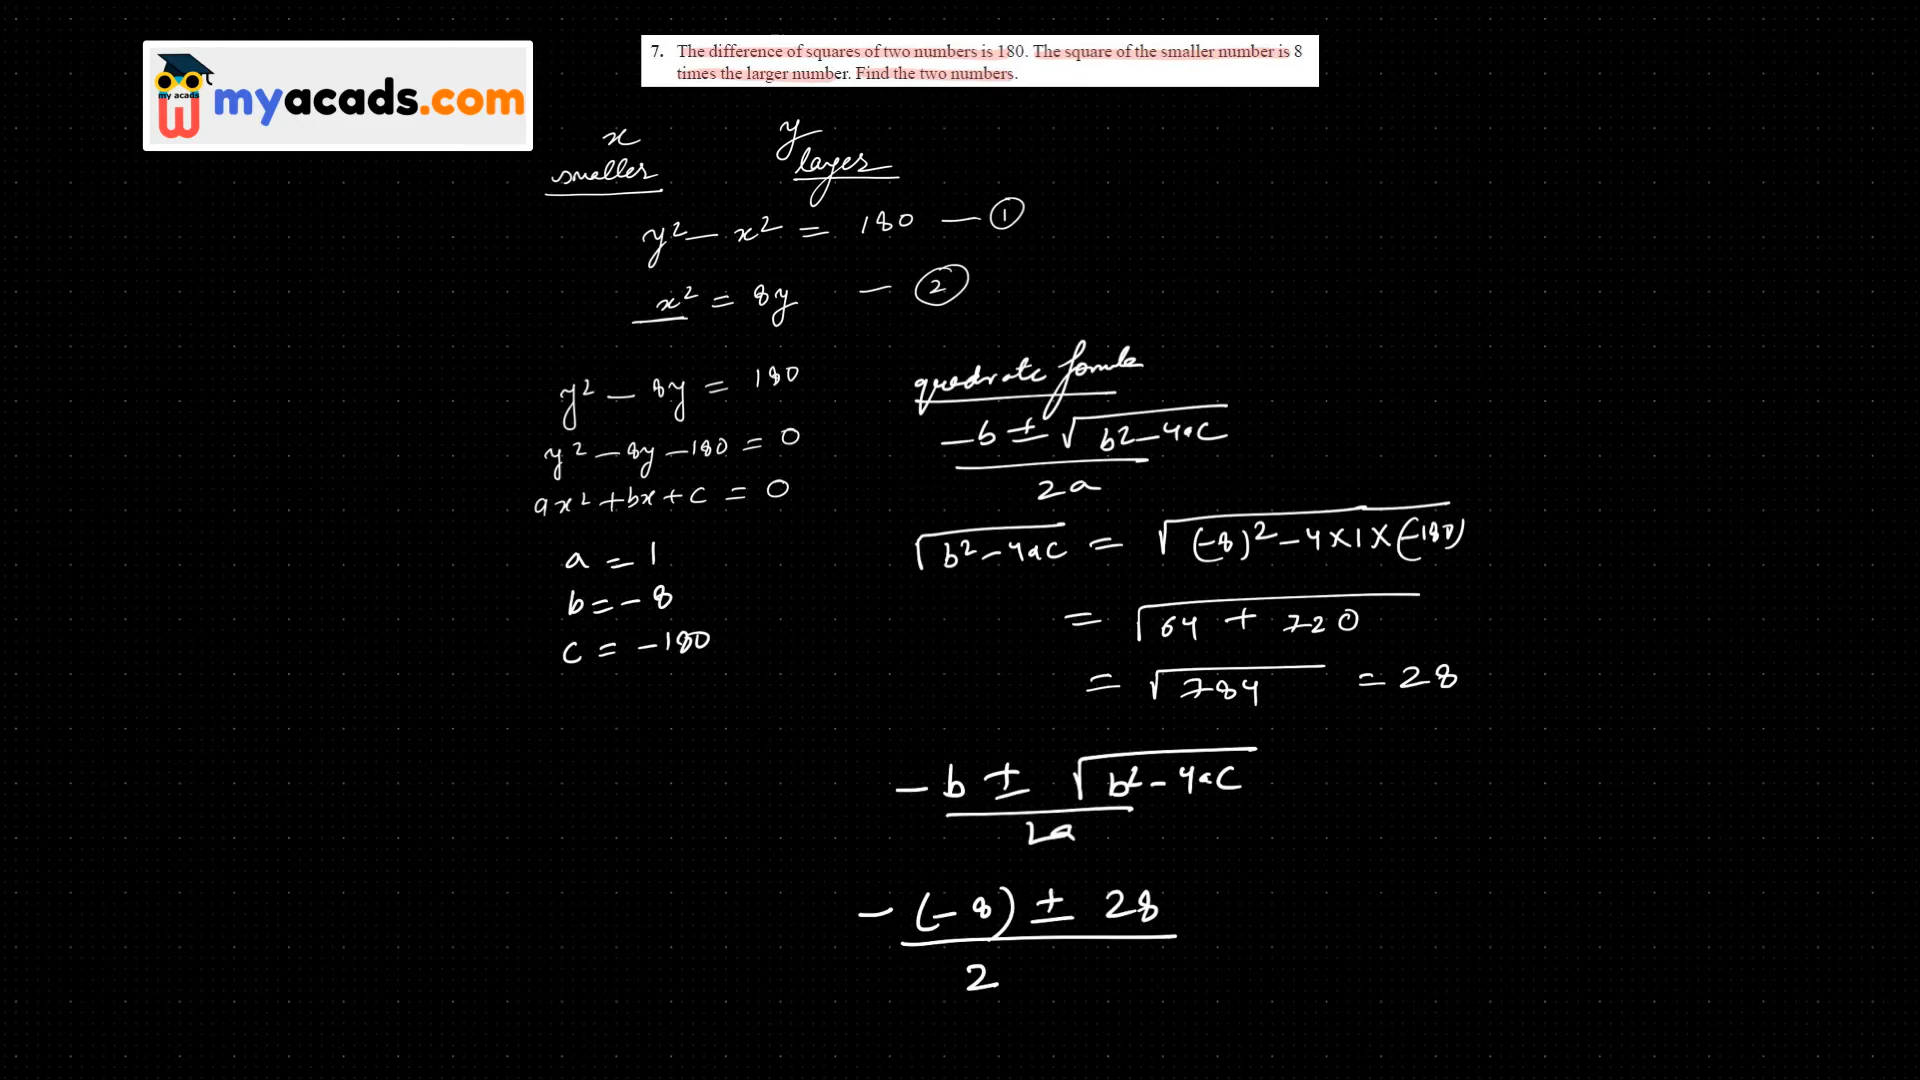 my acads
myacads.com
7. The difference of squares of two numbers is 180. The square of the smaller number is 8
times the larger number. Find the two numbers.
x y
smaller larger
y² - x² = 180 — ①
x² = 8y — ②
y² - 8y = 180
y² - 8y - 180 = 0
ax² + bx + c = 0
a = 1
b = -8
c = -180
-b ± √b² - 4ac
2a
√b² - 4ac = √(-8)² - 4×1×(-180)
= √64 + 720
= √784 = 28
-b ± √b² - 4ac
2a
-(-8) ± 28
2